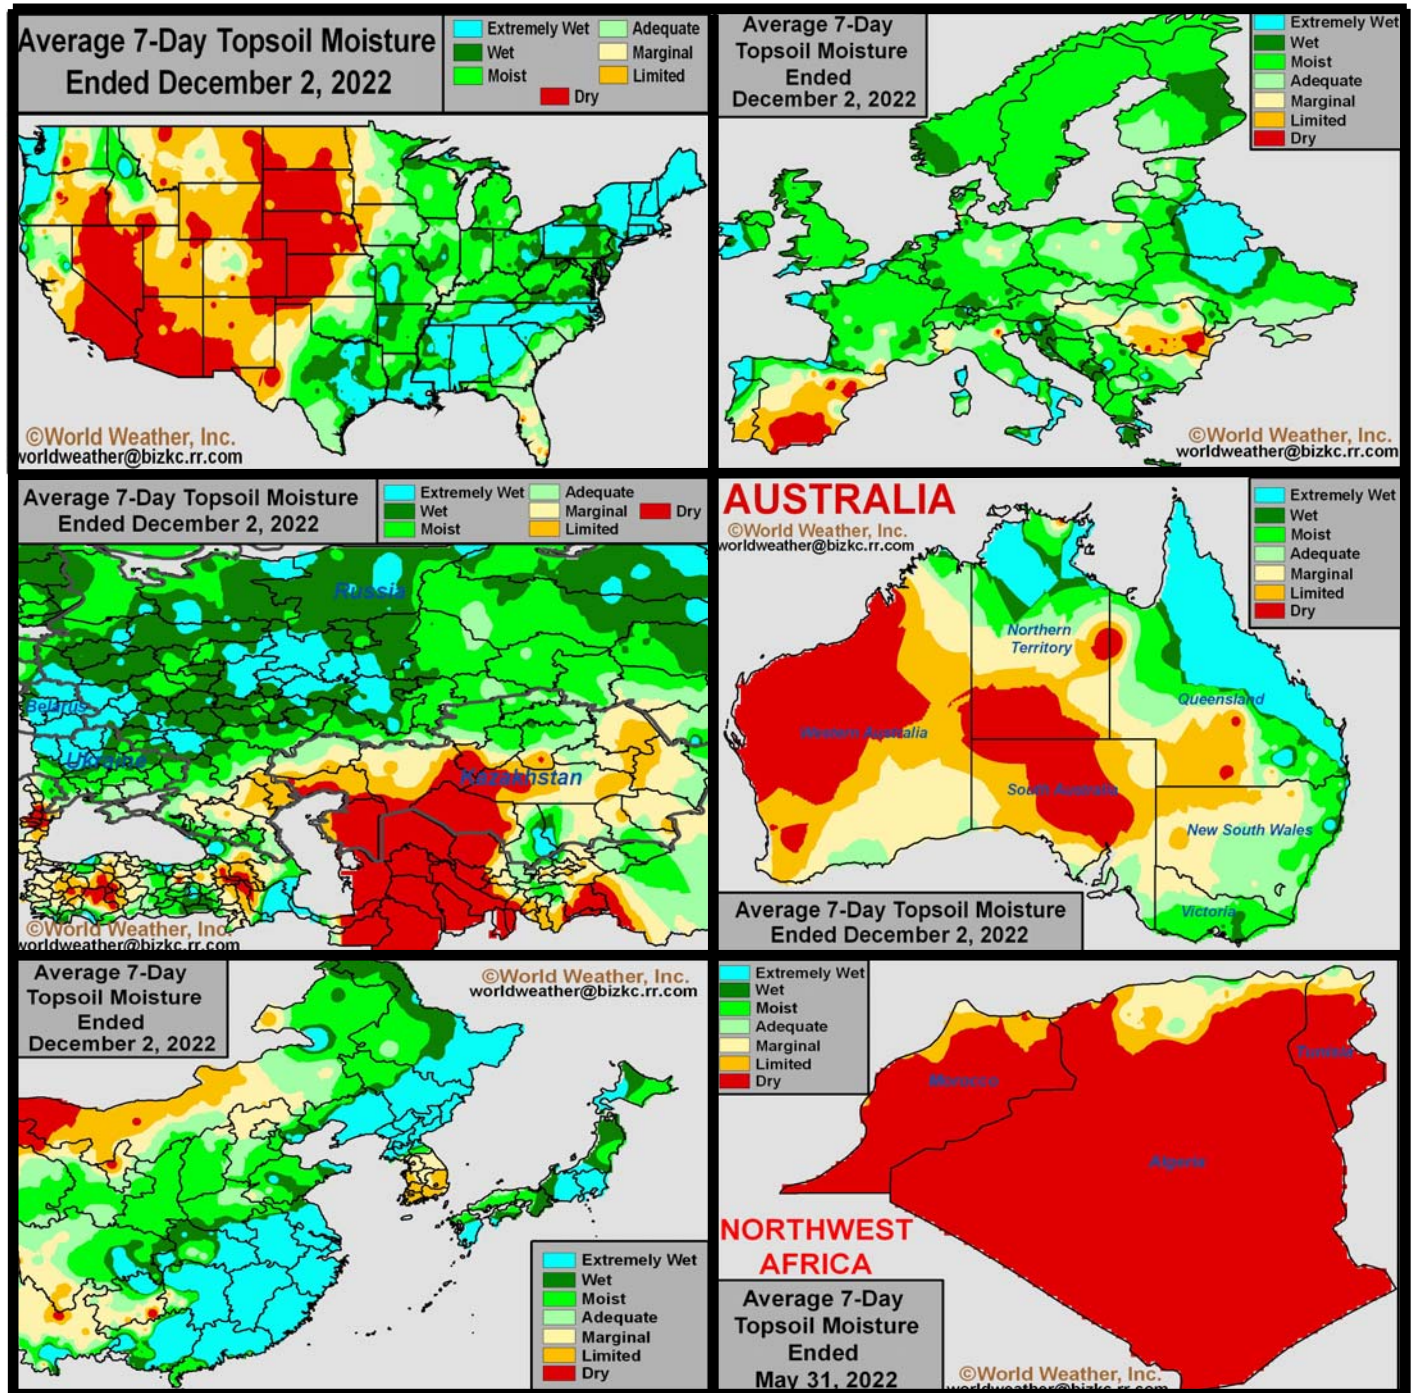 Average 7-Day Topsoil Moisture
Ended December 2, 2022
Extremely Wet
Adequate
Wet
Marginal
Moist
Limited
Dry
©World Weather, Inc.
worldweather@bizkc.rr.com
Average 7-Day
Topsoil Moisture
Ended
December 2, 2022
Extremely Wet
Wet
Moist
Adequate
Marginal
Limited
Dry
©World Weather, Inc.
worldweather@bizkc.rr.com
Average 7-Day Topsoil Moisture
Ended December 2, 2022
Extremely Wet
Adequate
Wet
Marginal
Dry
Moist
Limited
Russia
Belarus
Ukraine
Kazakhstan
©World Weather, Inc.
worldweather@bizkc.rr.com
AUSTRALIA
©World Weather, Inc.
worldweather@bizkc.rr.com
Extremely Wet
Wet
Moist
Adequate
Marginal
Limited
Dry
Northern
Territory
Queensland
Western Australia
South Australia
New South Wales
Victoria
Average 7-Day Topsoil Moisture
Ended December 2, 2022
Average 7-Day
Topsoil Moisture
Ended
December 2, 2022
©World Weather, Inc.
worldweather@bizkc.rr.com
Extremely Wet
Wet
Moist
Adequate
Marginal
Limited
Dry
Extremely Wet
Wet
Moist
Adequate
Marginal
Limited
Dry
Tunisia
Morocco
Algeria
NORTHWEST
AFRICA
Average 7-Day
Topsoil Moisture
Ended
May 31, 2022
©World Weather, Inc.
worldweather@bizkc.rr.com